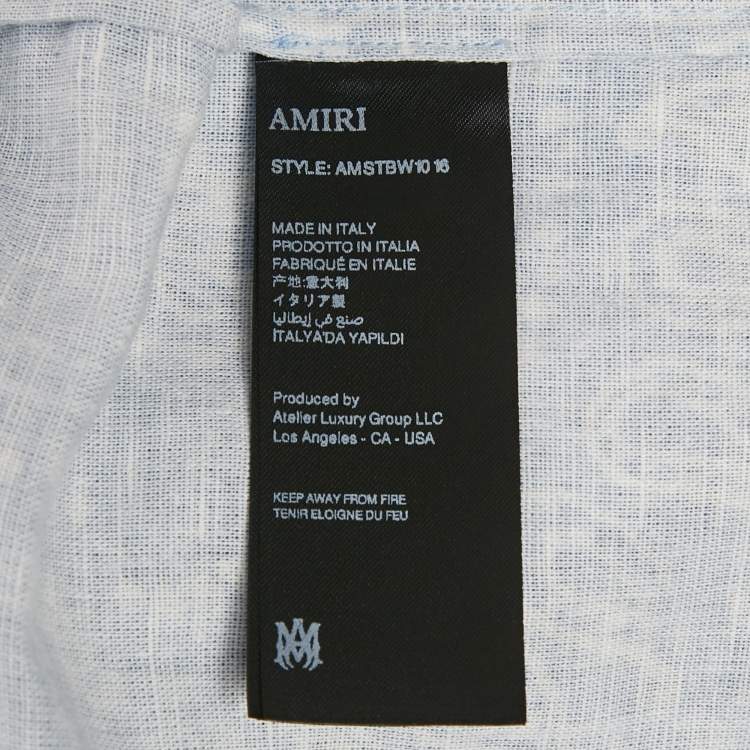 AMIRI
STYLE: AMSTBW10 16
MADE IN ITALY
PRODOTTO IN ITALIA
FABRIQUÉ EN ITALIE
产地:意大利
イタリア製
صنع في إيطاليا
İTALYA'DA YAPILDI
Produced by
Atelier Luxury Group LLC
Los Angeles - CA - USA
KEEP AWAY FROM FIRE
TENIR ELOIGNE DU FEU
MA